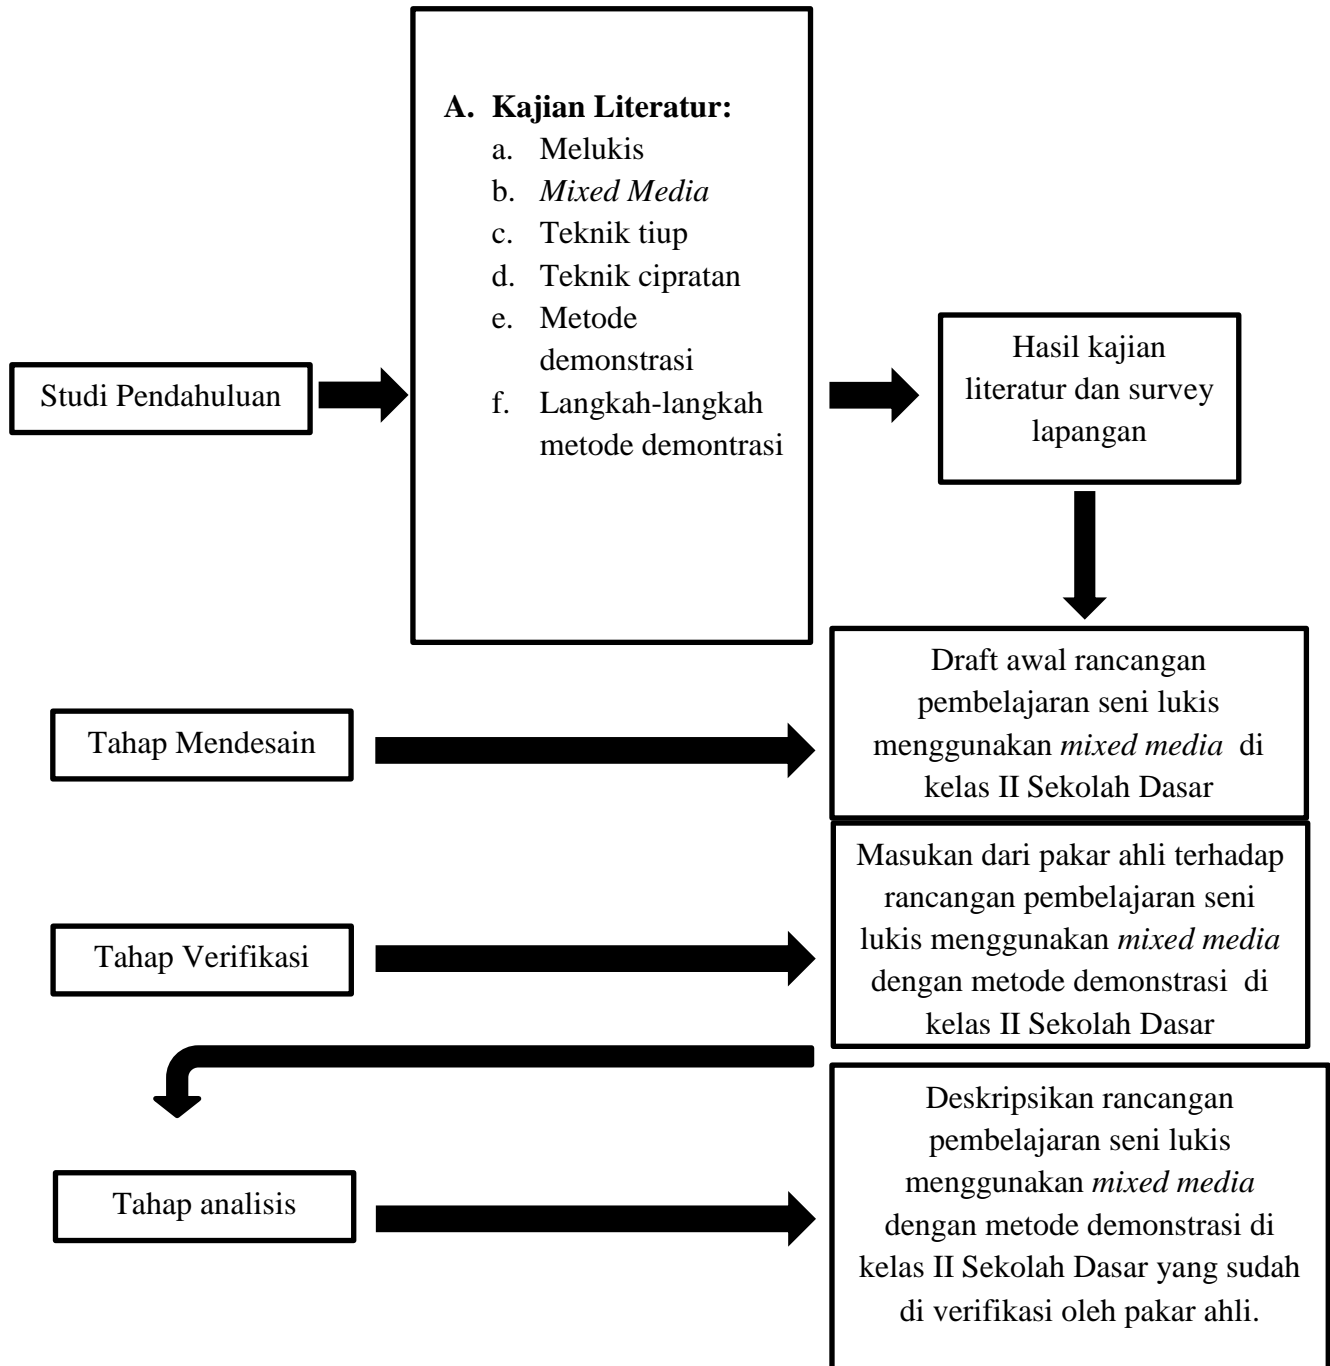 A. Kajian Literatur:
a. Melukis
b. Mixed Media
c. Teknik tiup
d. Teknik cipratan
e. Metode
demonstrasi
f. Langkah-langkah
metode demontrasi
Studi Pendahuluan
Hasil kajian
literatur dan survey
lapangan
Tahap Mendesain
Draft awal rancangan
pembelajaran seni lukis
menggunakan mixed media di
kelas II Sekolah Dasar
Tahap Verifikasi
Masukan dari pakar ahli terhadap
rancangan pembelajaran seni
lukis menggunakan mixed media
dengan metode demonstrasi di
kelas II Sekolah Dasar
Tahap analisis
Deskripsikan rancangan
pembelajaran seni lukis
menggunakan mixed media
dengan metode demonstrasi di
kelas II Sekolah Dasar yang sudah
di verifikasi oleh pakar ahli.